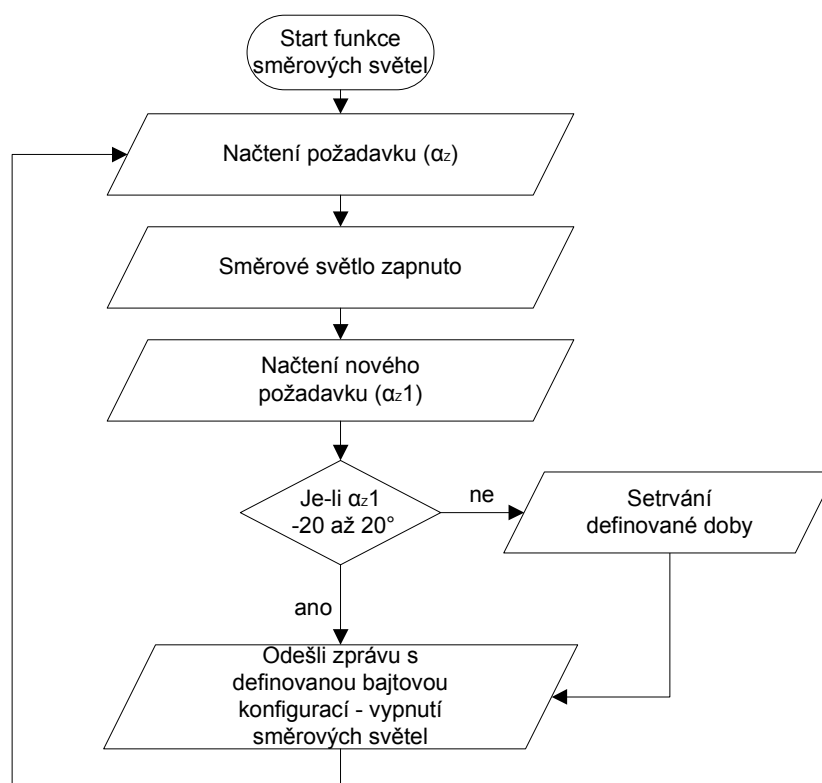 Start funkce
směrových světel
Načtení požadavku (αz)
Směrové světlo zapnuto
Načtení nového
požadavku (αz1)
Je-li αz1
-20 až 20°
ne
Setrvání
definované doby
ano
Odešli zprávu s
definovanou bajtovou
konfigurací - vypnutí
směrových světel